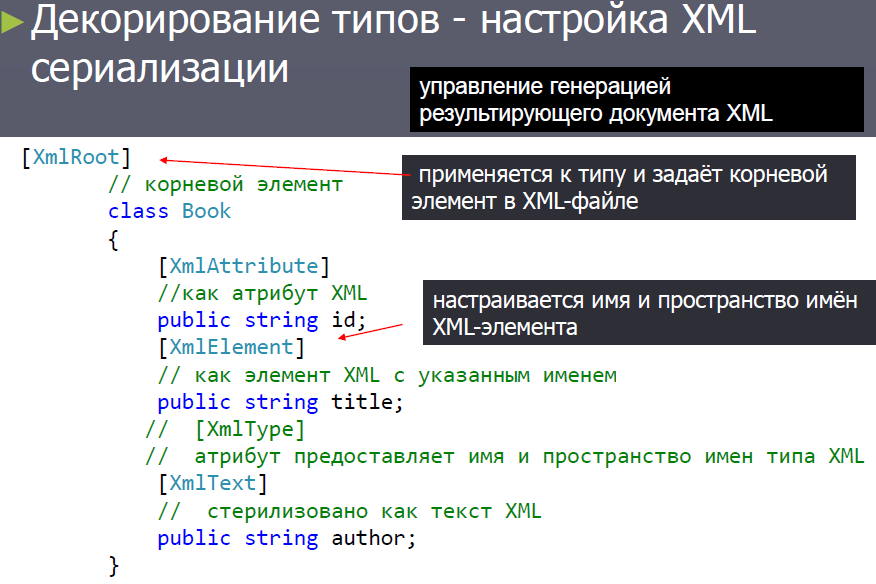 Декорирование типов - настройка XML
сериализации
управление генерацией
результирующего документа XML
[XmlRoot]
применяется к типу и задаёт корневой
элемент в XML-файле
// корневой элемент
class Book
{
[XmlAttribute]
//как атрибут XML
настраивается имя и пространство имён
XML-элемента
public string id;
[XmlElement]
// как элемент XML с указанным именем
public string title;
// [XmlType]
// атрибут предоставляет имя и пространство имен типа XML
[XmlText]
// стерилизовано как текст XML
public string author;
}